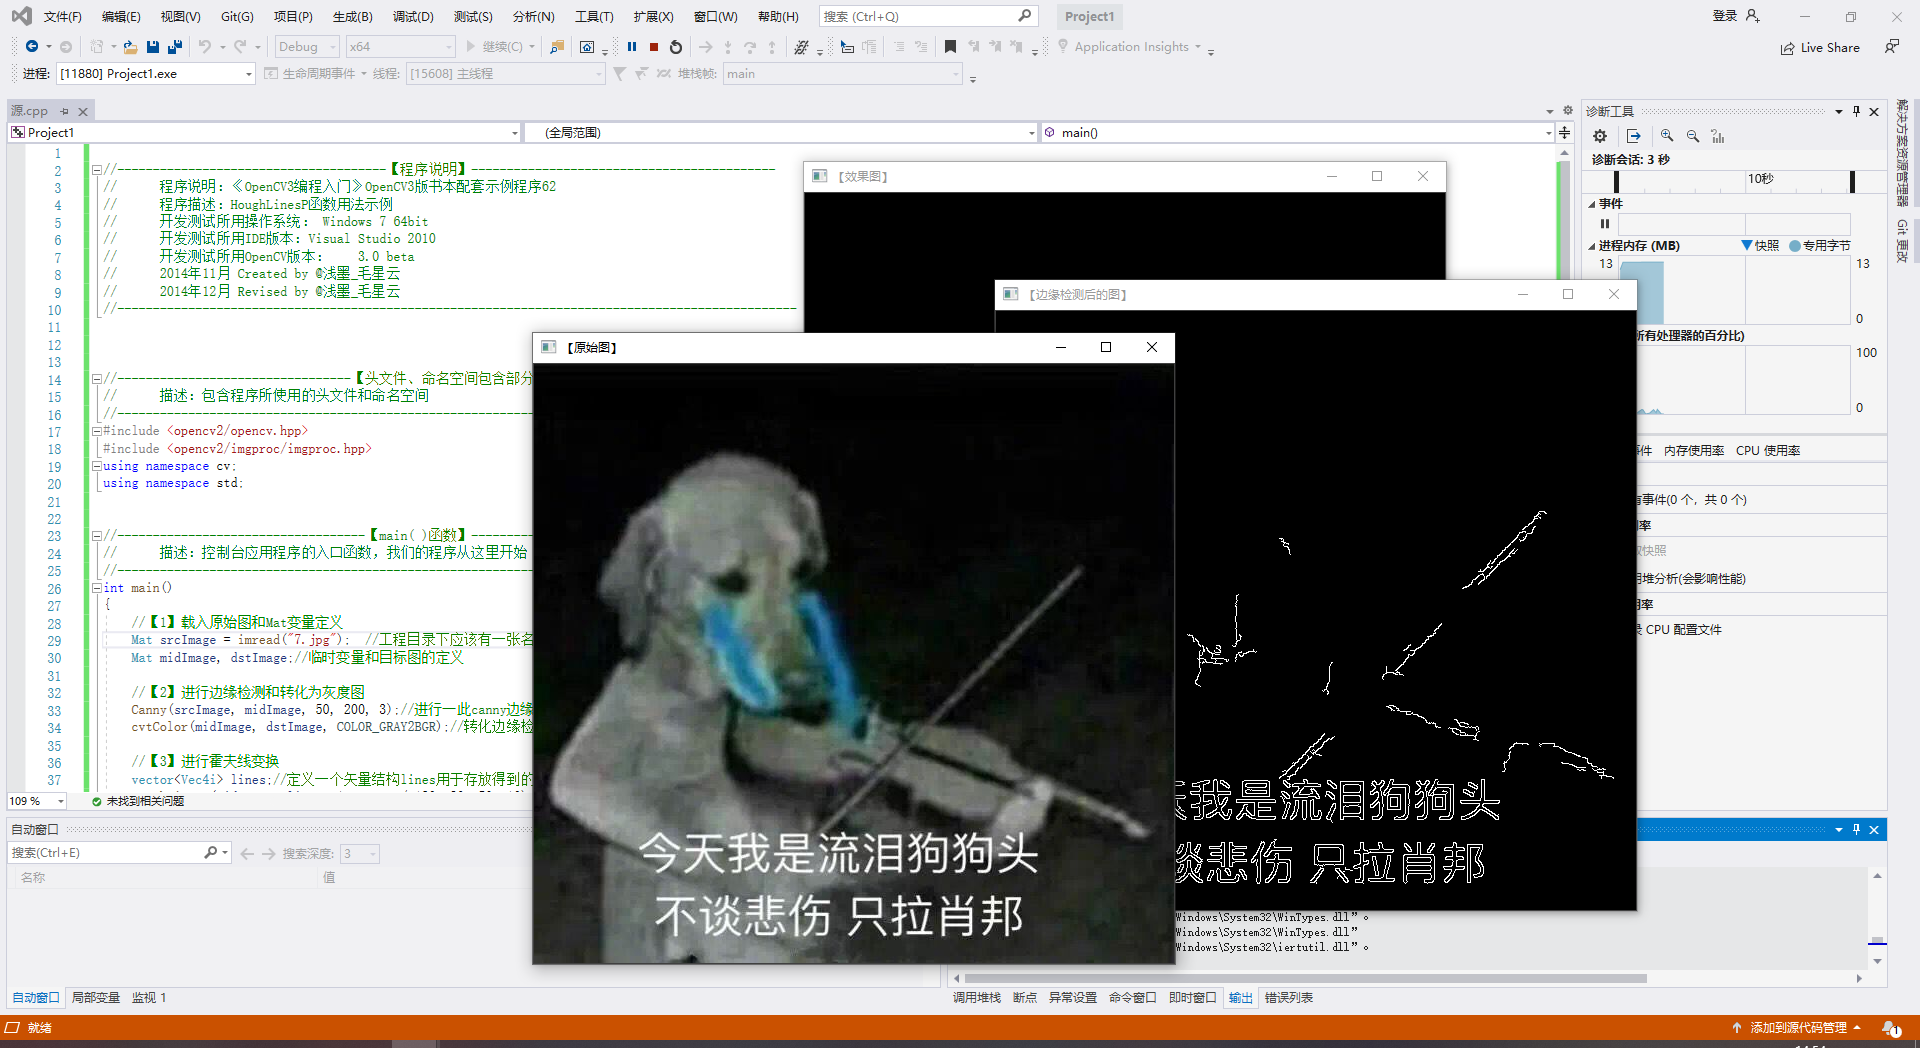 文件(F) 编辑(E) 视图(V) Git(G) 项目(P) 生成(B) 调试(D) 测试(S) 分析(N) 工具(T) 扩展(X) 窗口(W) 帮助(H) 搜索 (Ctrl+Q) Project1 登录
Debug x64 继续(C) Application Insights Live Share
进程: [11880] Project1.exe 生命周期事件 线程: [15608] 主线程 堆栈帧: main
源.cpp
Project1 (全局范围) main()
1
2 //--------------------------------------【程序说明】-------------------------------------------
3 // 程序说明：《OpenCV3编程入门》OpenCV3版书本配套示例程序62
4 // 程序描述：HoughLinesP函数用法示例
5 // 开发测试所用操作系统： Windows 7 64bit
6 // 开发测试所用IDE版本：Visual Studio 2010
7 // 开发测试所用OpenCV版本： 3.0 beta
8 // 2014年11月 Created by @浅墨_毛星云
9 // 2014年12月 Revised by @浅墨_毛星云
10 //------------------------------------------------------------------------------------------------
11
12
13
14 //---------------------------------【头文件、命名空间包含部分
15 // 描述：包含程序所使用的头文件和命名空间
16 //------------------------------------------------------------
17 #include <opencv2/opencv.hpp>
18 #include <opencv2/imgproc/imgproc.hpp>
19 using namespace cv;
20 using namespace std;
21
22
23 //-----------------------------------【main( )函数】---------
24 // 描述：控制台应用程序的入口函数，我们的程序从这里开始
25 //------------------------------------------------------------
26 int main()
27 {
28 //【1】载入原始图和Mat变量定义
29 Mat srcImage = imread("7.jpg"); //工程目录下应该有一张名
30 Mat midImage, dstImage;//临时变量和目标图的定义
31
32 //【2】进行边缘检测和转化为灰度图
33 Canny(srcImage, midImage, 50, 200, 3);//进行一此canny边缘
34 cvtColor(midImage, dstImage, COLOR_GRAY2BGR);//转化边缘检
35
36 //【3】进行霍夫线变换
37 vector<Vec4i> lines;//定义一个矢量结构lines用于存放得到的
109 % 未找到相关问题
【效果图】
【边缘检测后的图】
天我是流泪狗狗头
谈悲伤 只拉肖邦
【原始图】
今天我是流泪狗狗头
不谈悲伤 只拉肖邦
诊断工具
诊断会话: 3 秒
10秒
事件
进程内存 (MB) 快照 专用字节
13 13
0
所有处理器的百分比)
100
0
件 内存使用率 CPU 使用率
有事件(0 个，共 0 个)
率
取快照
用堆分析(会影响性能)
用率
录 CPU 配置文件
解决方案资源管理器
Git 更改
自动窗口
搜索(Ctrl+E) 搜索深度: 3
名称 值
Windows\System32\WinTypes.dll”。
Windows\System32\WinTypes.dll”
Windows\System32\iertutil.dll”。
自动窗口 局部变量 监视 1
调用堆栈 断点 异常设置 命令窗口 即时窗口 输出 错误列表
就绪 添加到源代码管理 1